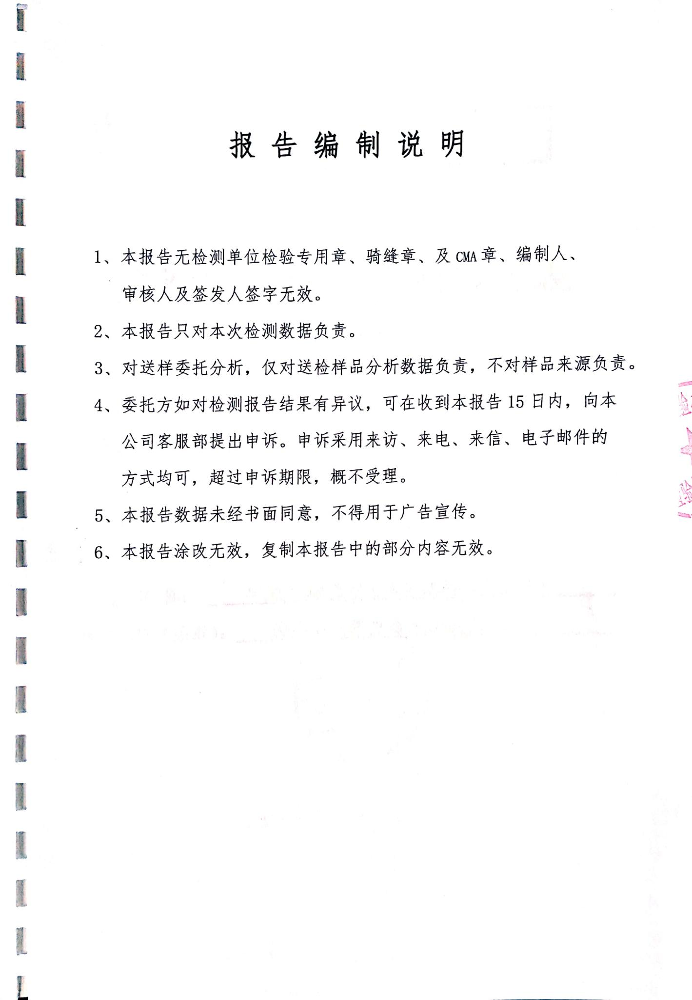 报告编制说明
1、本报告无检测单位检验专用章、骑缝章、及 CMA 章、编制人、
审核人及签发人签字无效。
2、本报告只对本次检测数据负责。
3、对送样委托分析，仅对送检样品分析数据负责，不对样品来源负责。
4、委托方如对检测报告结果有异议，可在收到本报告 15 日内，向本
公司客服部提出申诉。申诉采用来访、来电、来信、电子邮件的
方式均可，超过申诉期限，概不受理。
5、本报告数据未经书面同意，不得用于广告宣传。
6、本报告涂改无效，复制本报告中的部分内容无效。